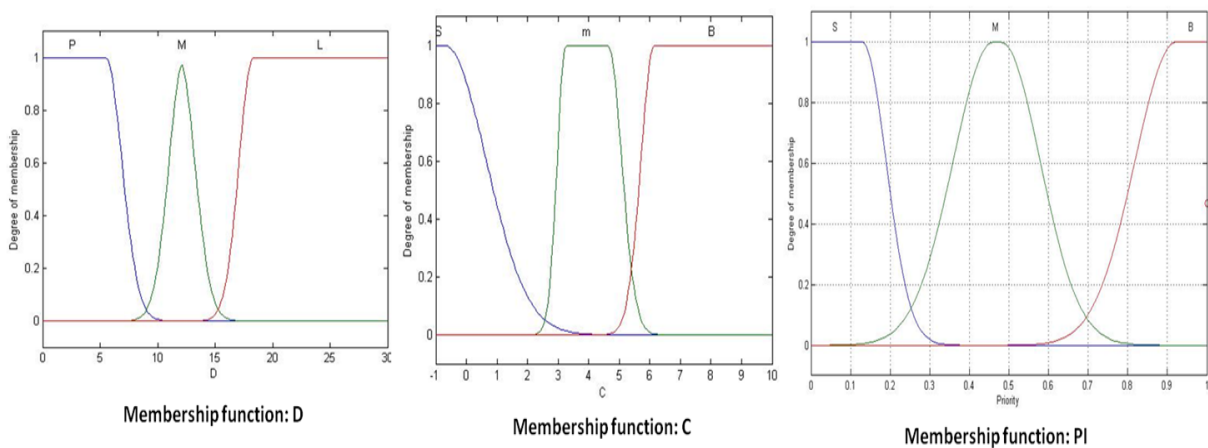 P M L
Degree of membership
1
0.8
0.6
0.4
0.2
0
0 5 10 15 20 25 30
D
Membership function: D
S m B
Degree of membership
1
0.8
0.6
0.4
0.2
0
-1 0 1 2 3 4 5 6 7 8 9 10
C
Membership function: C
S M B
Degree of membership
1
0.8
0.6
0.4
0.2
0
0 0.1 0.2 0.3 0.4 0.5 0.6 0.7 0.8 0.9 1
Priority
Membership function: PI